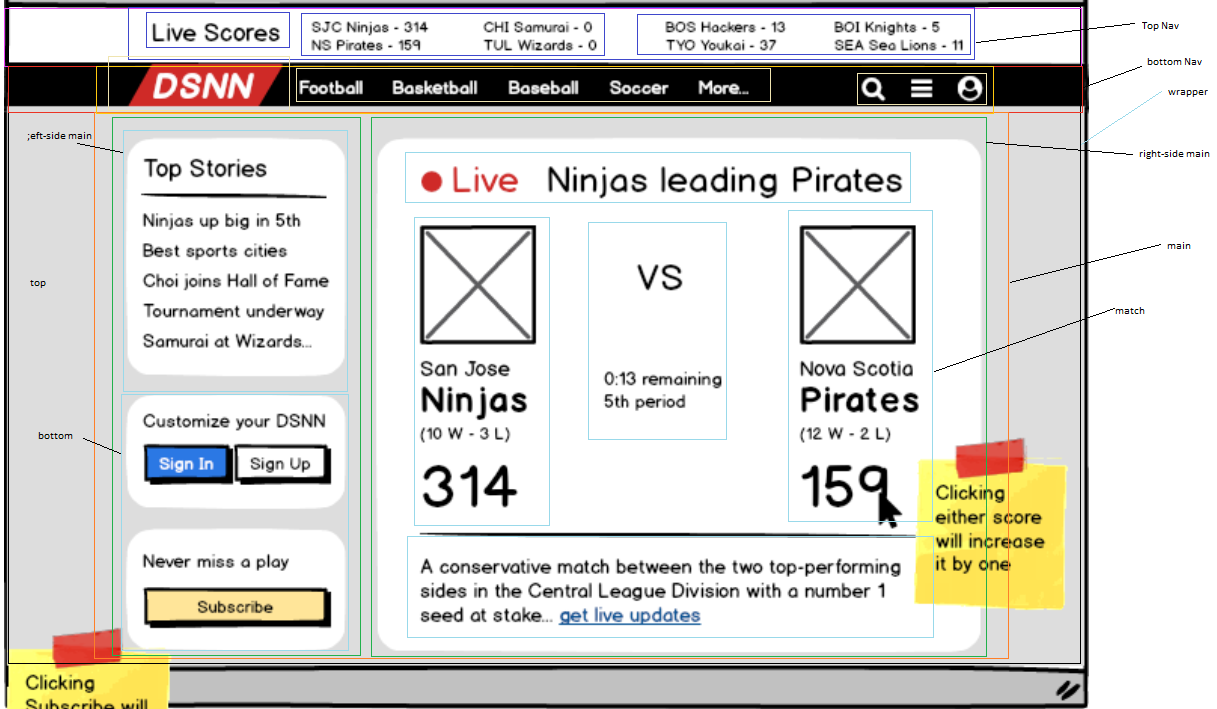 Live Scores
SJC Ninjas - 314
NS Pirates - 159
CHI Samurai - 0
TUL Wizards - 0
BOS Hackers - 13
TYO Youkai - 37
BOI Knights - 5
SEA Sea Lions - 11
Top Nav
DSNN
Football Basketball Baseball Soccer More...
bottom Nav
wrapper
;eft-side main
right-side main
Top Stories
Ninjas up big in 5th
Best sports cities
Choi joins Hall of Fame
Tournament underway
Samurai at Wizards...
top
Live Ninjas leading Pirates
main
match
San Jose
Ninjas
(10 W - 3 L)
314
VS
0:13 remaining
5th period
Nova Scotia
Pirates
(12 W - 2 L)
159
bottom
Customize your DSNN
Sign In Sign Up
Never miss a play
Subscribe
A conservative match between the two top-performing
sides in the Central League Division with a number 1
seed at stake... get live updates
Clicking
either score
will increase
it by one
Clicking
Subscribe will